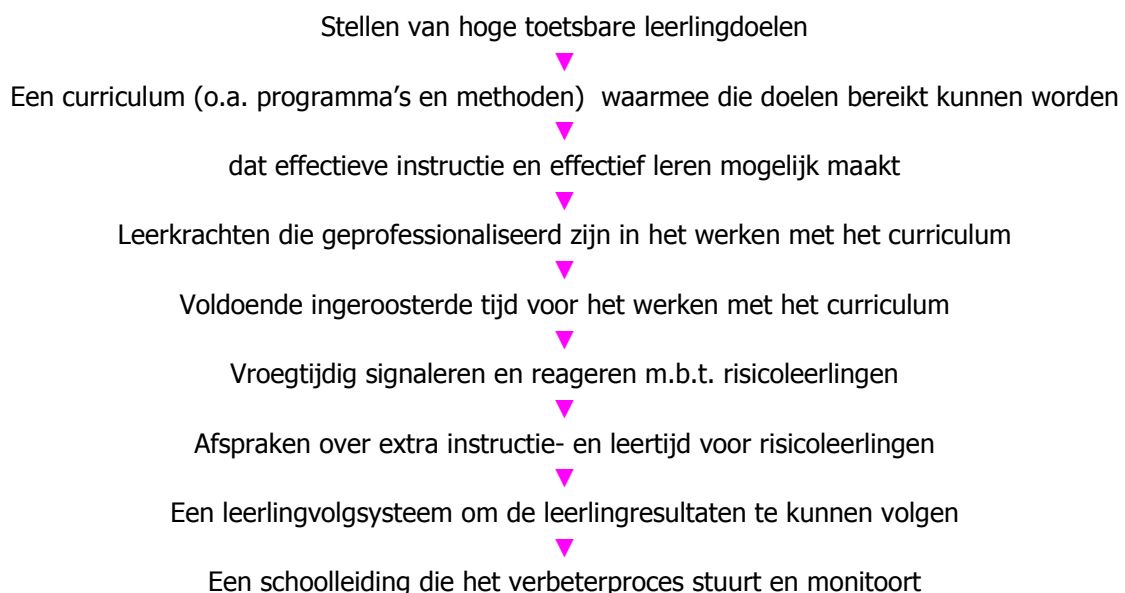 Stellen van hoge toetsbare leerlingdoelen
Een curriculum (o.a. programma's en methoden)  waarmee die doelen bereikt kunnen worden
dat effectieve instructie en effectief leren mogelijk maakt
Leerkrachten die geprofessionaliseerd zijn in het werken met het curriculum
Voldoende ingeroosterde tijd voor het werken met het curriculum
Vroegtijdig signaleren en reageren m.b.t. risicoleerlingen
Afspraken over extra instructie- en leertijd voor risicoleerlingen
Een leerlingvolgsysteem om de leerlingresultaten te kunnen volgen
Een schoolleiding die het verbeterproces stuurt en monitoort